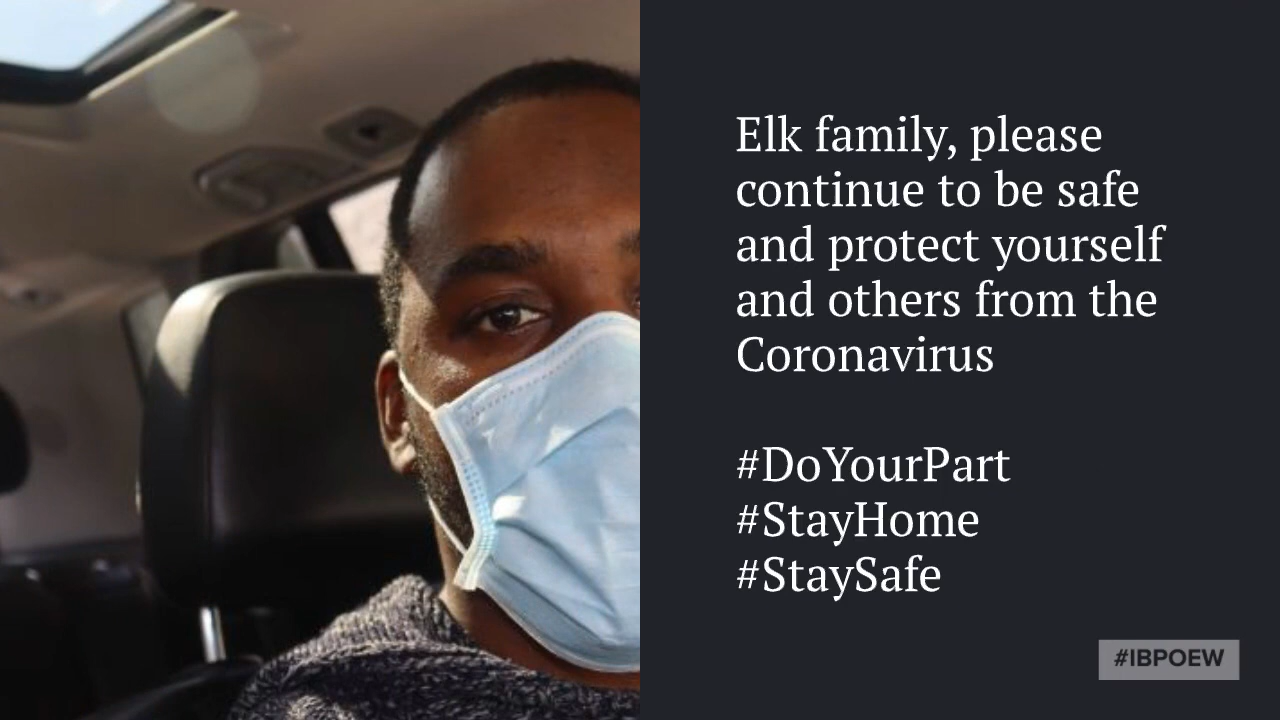 Elk family, please
continue to be safe
and protect yourself
and others from the
Coronavirus
#DoYourPart
#StayHome
#StaySafe
#IBPOEW